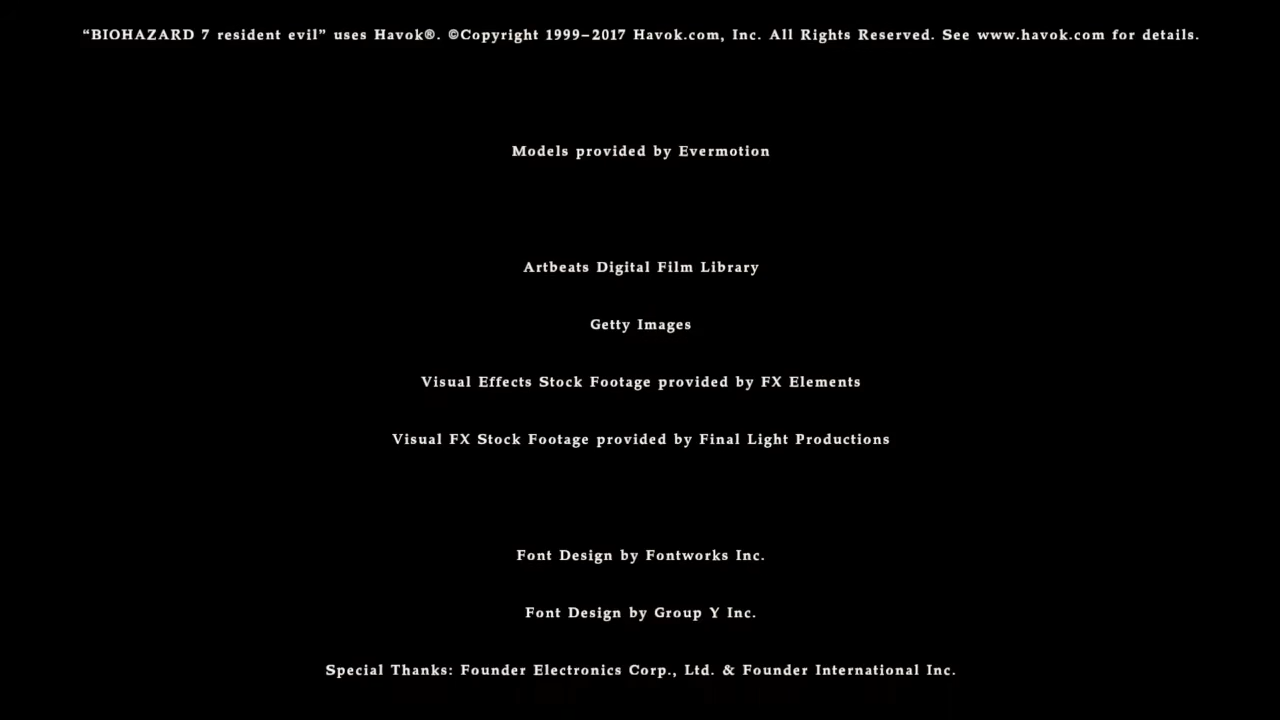 “BIOHAZARD 7 resident evil” uses Havok®. ©Copyright 1999–2017 Havok.com, Inc. All Rights Reserved. See www.havok.com for details.
Models provided by Evermotion
Artbeats Digital Film Library
Getty Images
Visual Effects Stock Footage provided by FX Elements
Visual FX Stock Footage provided by Final Light Productions
Font Design by Fontworks Inc.
Font Design by Group Y Inc.
Special Thanks: Founder Electronics Corp., Ltd. & Founder International Inc.